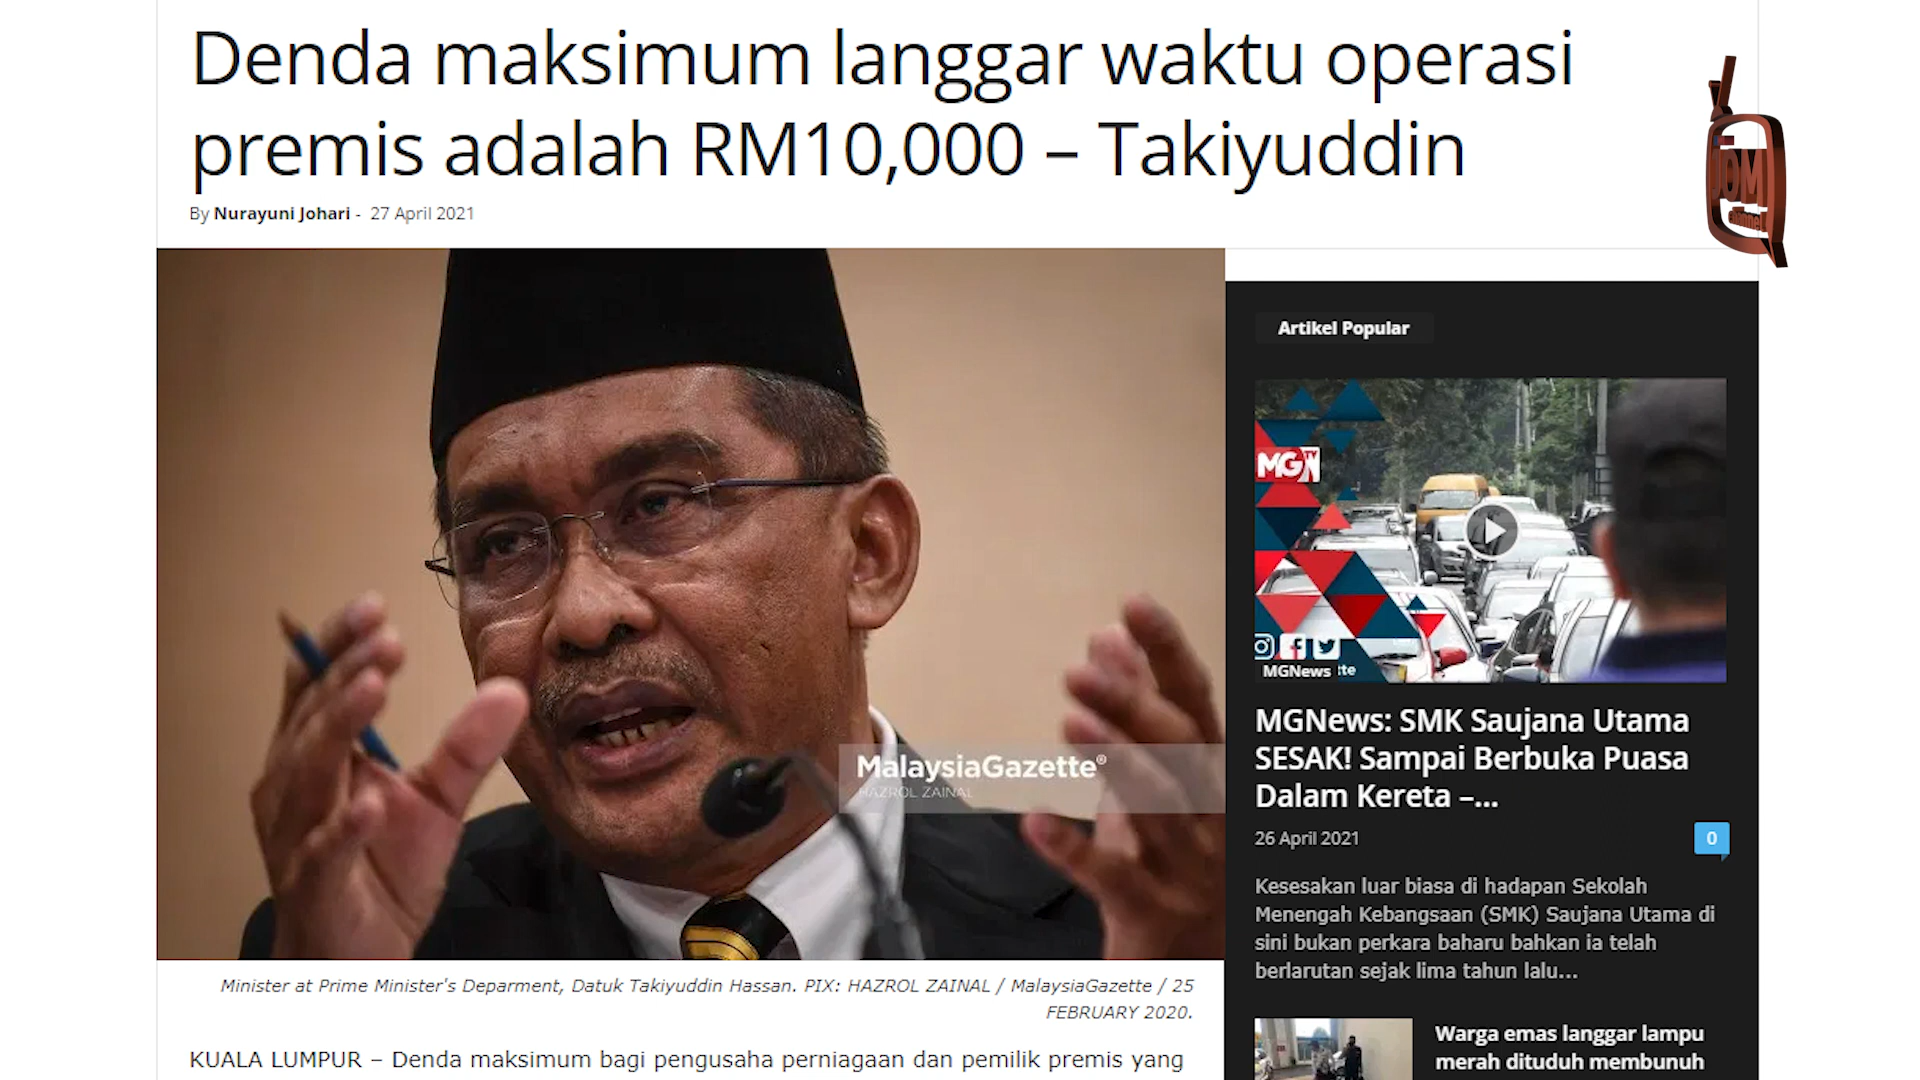 Denda maksimum langgar waktu operasi
premis adalah RM10,000 – Takiyuddin
By Nurayuni Johari - 27 April 2021
JOM
Channel
MalaysiaGazette®
HAZROL ZAINAL
Minister at Prime Minister's Deparment, Datuk Takiyuddin Hassan. PIX: HAZROL ZAINAL / MalaysiaGazette / 25
FEBRUARY 2020.
KUALA LUMPUR – Denda maksimum bagi pengusaha perniagaan dan pemilik premis yang
Artikel Popular
MGTV
MGNews
MGNews: SMK Saujana Utama
SESAK! Sampai Berbuka Puasa
Dalam Kereta –...
26 April 2021
0
Kesesakan luar biasa di hadapan Sekolah
Menengah Kebangsaan (SMK) Saujana Utama di
sini bukan perkara baharu bahkan ia telah
berlarutan sejak lima tahun lalu...
Warga emas langgar lampu
merah dituduh membunuh